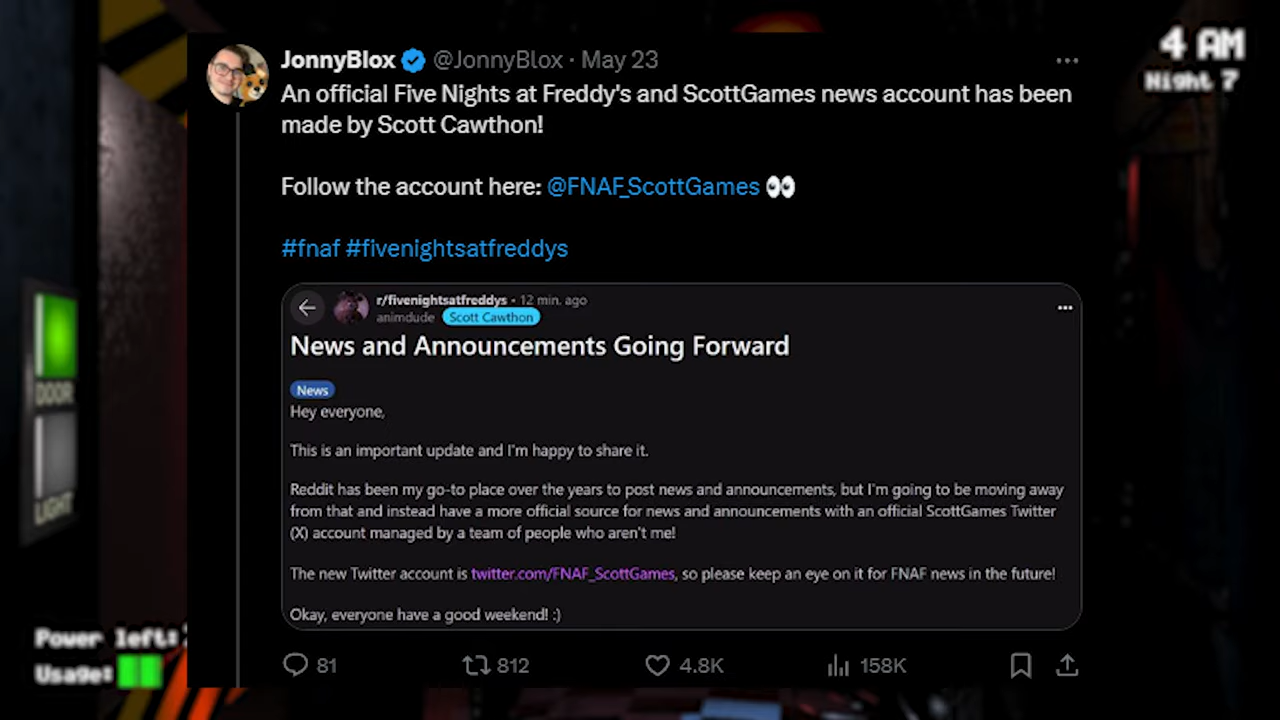 4 AM
Night 7
JonnyBlox @JonnyBlox · May 23
An official Five Nights at Freddy's and ScottGames news account has been
made by Scott Cawthon!
Follow the account here: @FNAF_ScottGames 👀
#fnaf #fivenightsatfreddys
r/fivenightsatfreddys • 12 min. ago
animdude Scott Cawthon
News and Announcements Going Forward
News
Hey everyone,
This is an important update and I'm happy to share it.
Reddit has been my go-to place over the years to post news and announcements, but I'm going to be moving away
from that and instead have a more official source for news and announcements with an official ScottGames Twitter
(X) account managed by a team of people who aren't me!
The new Twitter account is twitter.com/FNAF_ScottGames, so please keep an eye on it for FNAF news in the future!
Okay, everyone have a good weekend! :)
81 812 4.8K 158K
DOOR
LIGHT
Power left:
Usage: